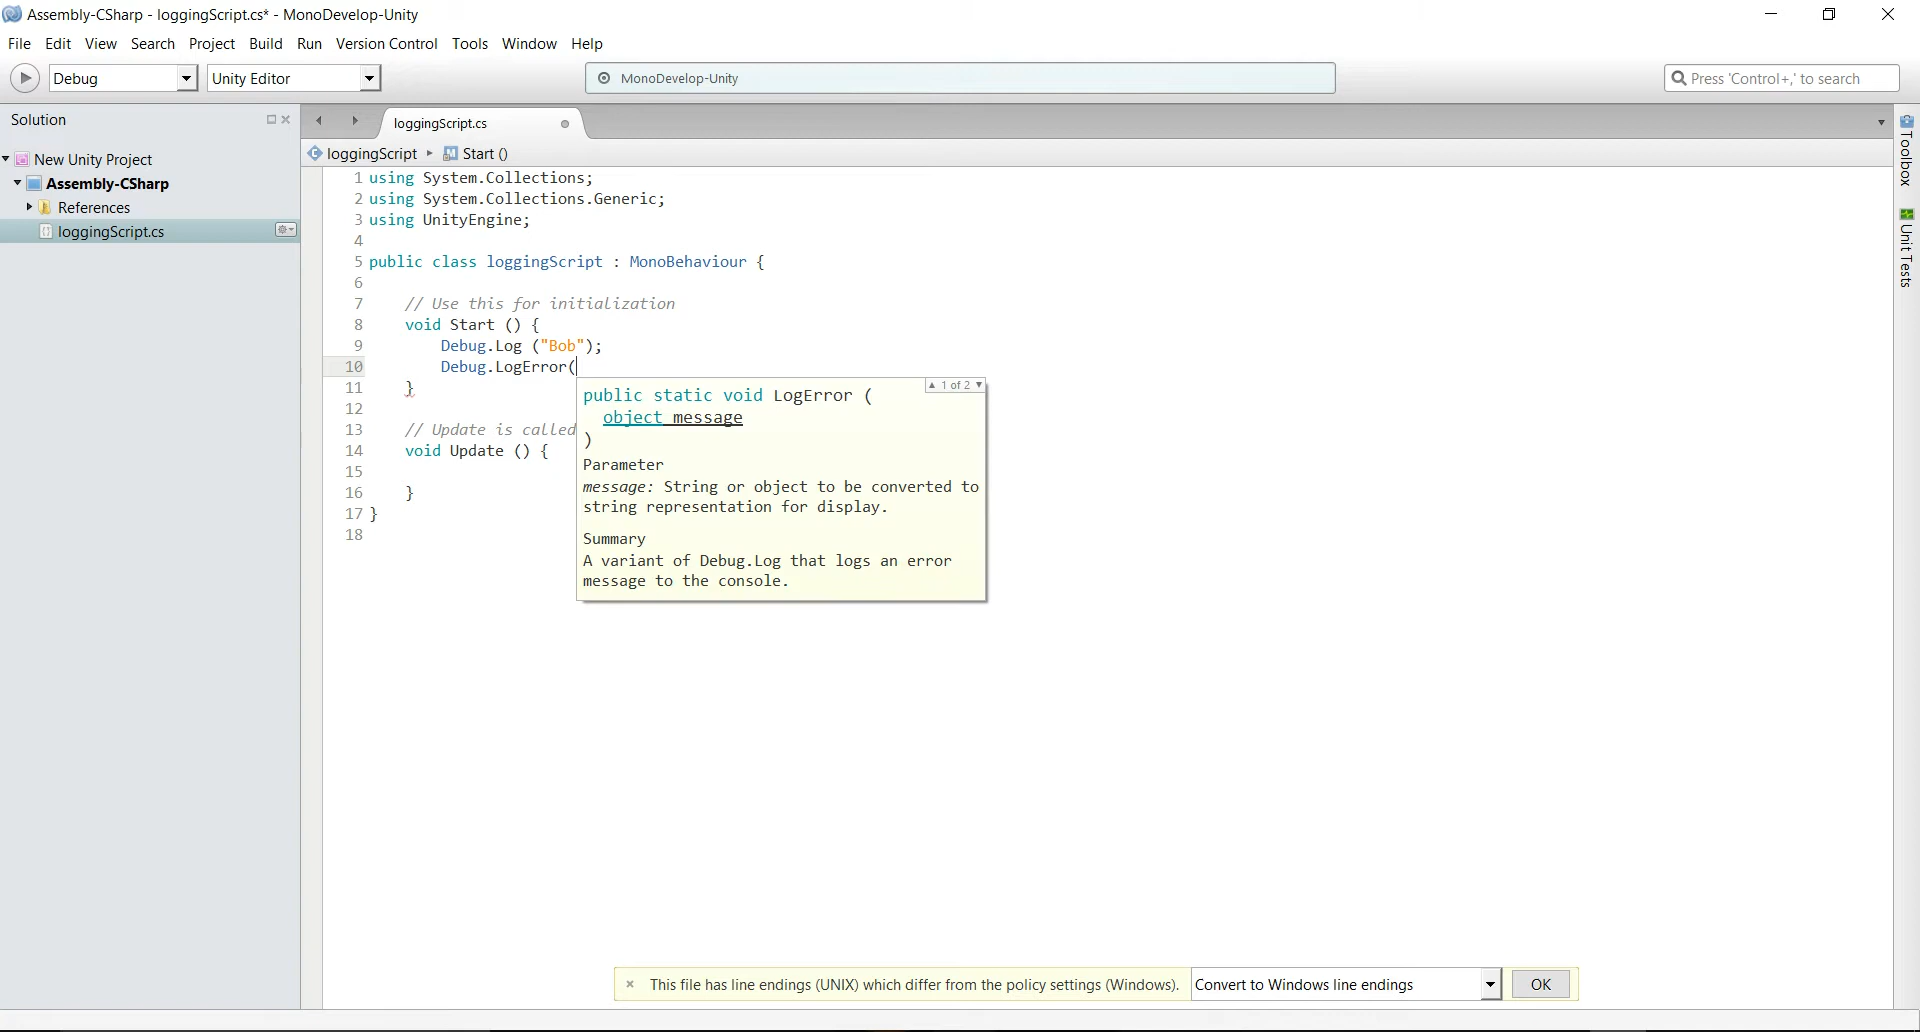 Assembly-CSharp - loggingScript.cs* - MonoDevelop-Unity
File Edit View Search Project Build Run Version Control Tools Window Help
Debug Unity Editor MonoDevelop-Unity Press 'Control+,' to search
Solution
loggingScript.cs
loggingScript Start ()
New Unity Project
Assembly-CSharp
References
loggingScript.cs
1 using System.Collections;
2 using System.Collections.Generic;
3 using UnityEngine;
4
5 public class loggingScript : MonoBehaviour {
6
7 // Use this for initialization
8 void Start () {
9 Debug.Log ("Bob");
10 Debug.LogError(
11 }
12
13 // Update is called
14 void Update () {
15
16 }
17 }
18
1 of 2
public static void LogError (
object message
)
Parameter
message: String or object to be converted to
string representation for display.
Summary
A variant of Debug.Log that logs an error
message to the console.
Toolbox
Unit Tests
This file has line endings (UNIX) which differ from the policy settings (Windows). Convert to Windows line endings OK